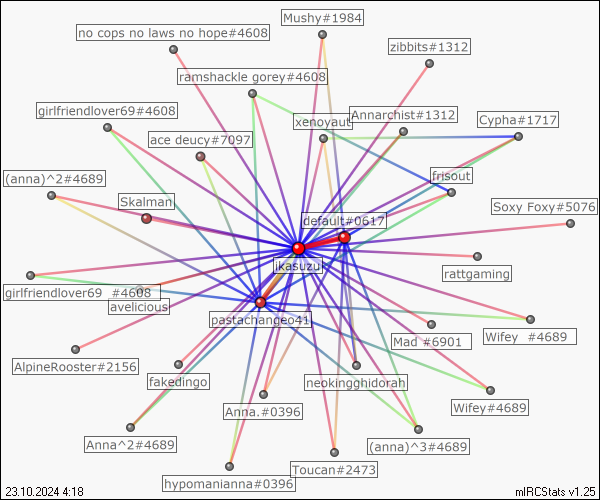 Mushy#1984
no cops no laws no hope#4608
zibbits#1312
ramshackle gorey#4608
girlfriendlover69#4608
Annarchist#1312
xenoyaut
Cypha#1717
ace deucy#7097
(anna)^2#4689
frisout
Skalman
Soxy Foxy#5076
default#0617
ikasuzu
rattgaming
girlfriendlover69_#4608
avelicious
pastachangeo41
Mad_#6901
Wifey_#4689
AlpineRooster#2156
fakedingo
neokingghidorah
Anna.#0396
Wifey#4689
Anna^2#4689
(anna)^3#4689
hypomanianna#0396
Toucan#2473
23.10.2024 4:18
mIRCStats v1.25